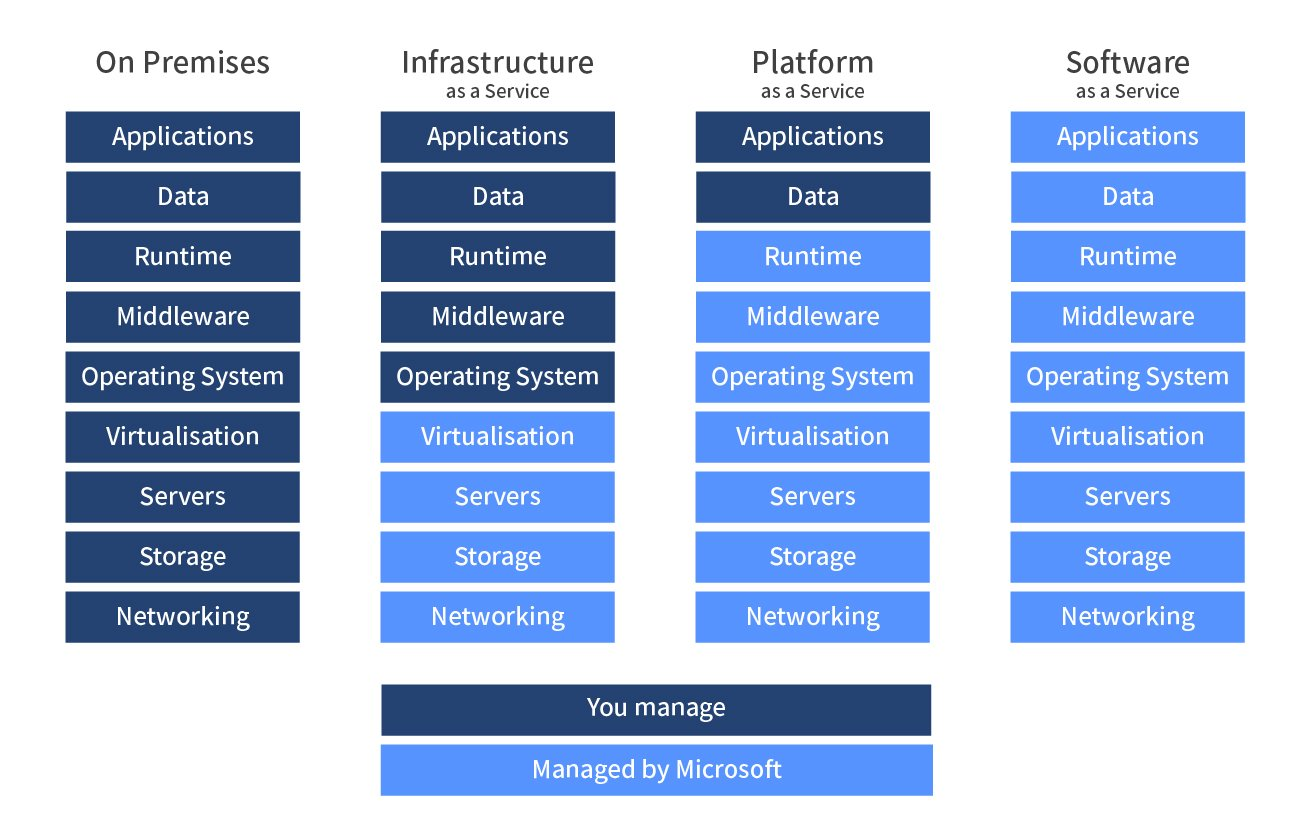 On Premises
Infrastructure
as a Service
Platform
as a Service
Software
as a Service
Applications
Data
Runtime
Middleware
Operating System
Virtualisation
Servers
Storage
Networking
Applications
Data
Runtime
Middleware
Operating System
Virtualisation
Servers
Storage
Networking
Applications
Data
Runtime
Middleware
Operating System
Virtualisation
Servers
Storage
Networking
Applications
Data
Runtime
Middleware
Operating System
Virtualisation
Servers
Storage
Networking
You manage
Managed by Microsoft